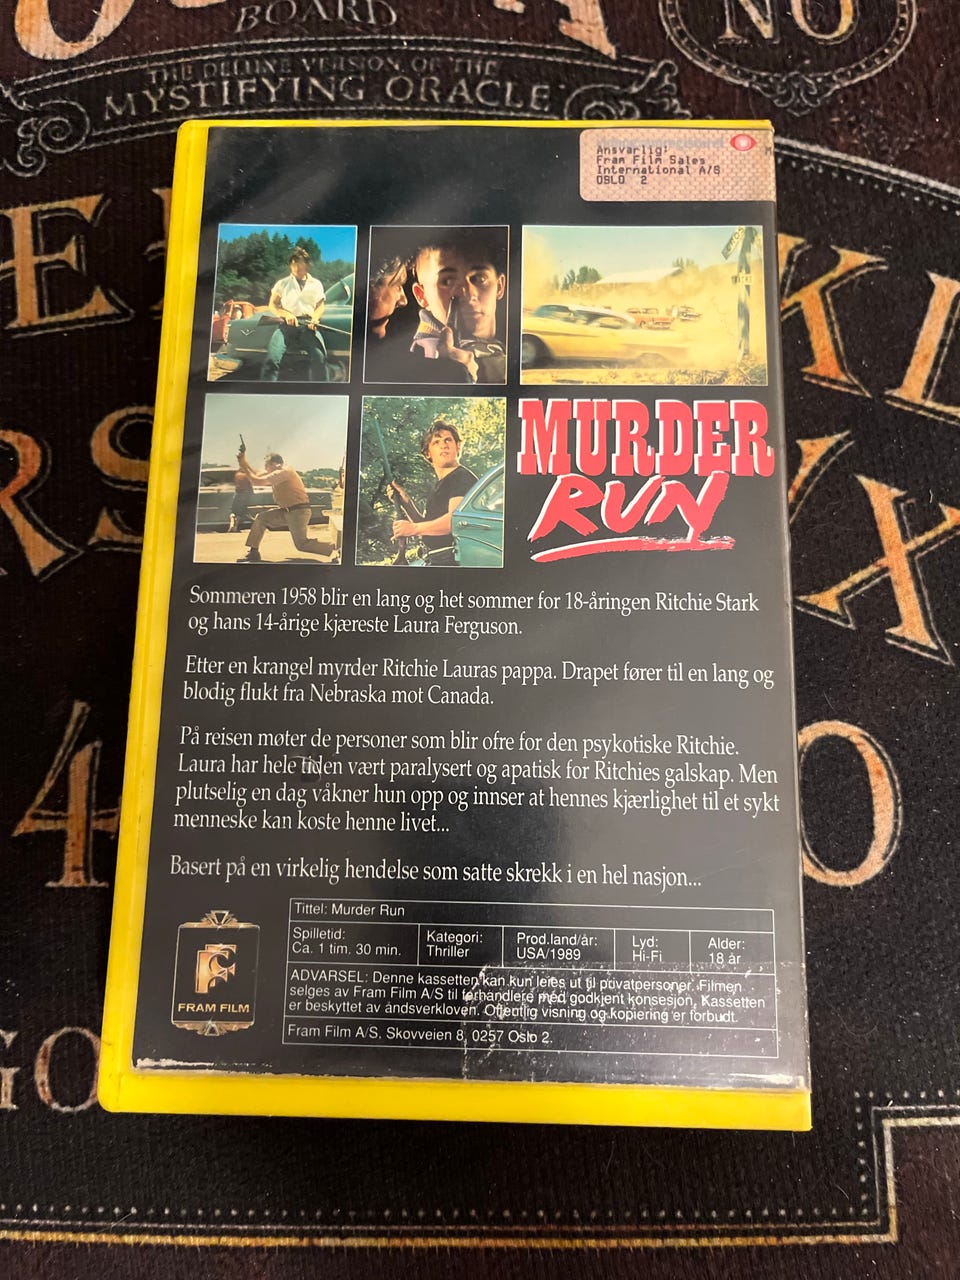 BOARD
NO
THE DELUXE VERSION OF THE
MYSTIFYING ORACLE
Ansvarlig:
Fram Film Sales
International A/S
OSLO 2
MURDER
RUN
Sommeren 1958 blir en lang og het sommer for 18-åringen Ritchie Stark
og hans 14-årige kjæreste Laura Ferguson.
Etter en krangel myrder Ritchie Lauras pappa. Drapet fører til en lang og
blodig flukt fra Nebraska mot Canada.
På reisen møter de personer som blir ofre for den psykotiske Ritchie.
Laura har hele tiden vært paralysert og apatisk for Ritchies galskap. Men
plutselig en dag våkner hun opp og innser at hennes kjærlighet til et sykt
menneske kan koste henne livet...
Basert på en virkelig hendelse som satte skrekk i en hel nasjon...
FRAM FILM
Tittel: Murder Run
Spilletid:
Ca. 1 tim. 30 min.
Kategori:
Thriller
Prod.land/år:
USA/1989
Lyd:
Hi-Fi
Alder:
18 år
ADVARSEL: Denne kassetten kan kun leies ut til privatpersoner. Filmen
selges av Fram Film A/S til forhandlere med godkjent konsesjon. Kassetten
er beskyttet av åndsverkloven. Offentlig visning og kopiering er forbudt.
Fram Film A/S, Skovveien 8, 0257 Oslo 2.